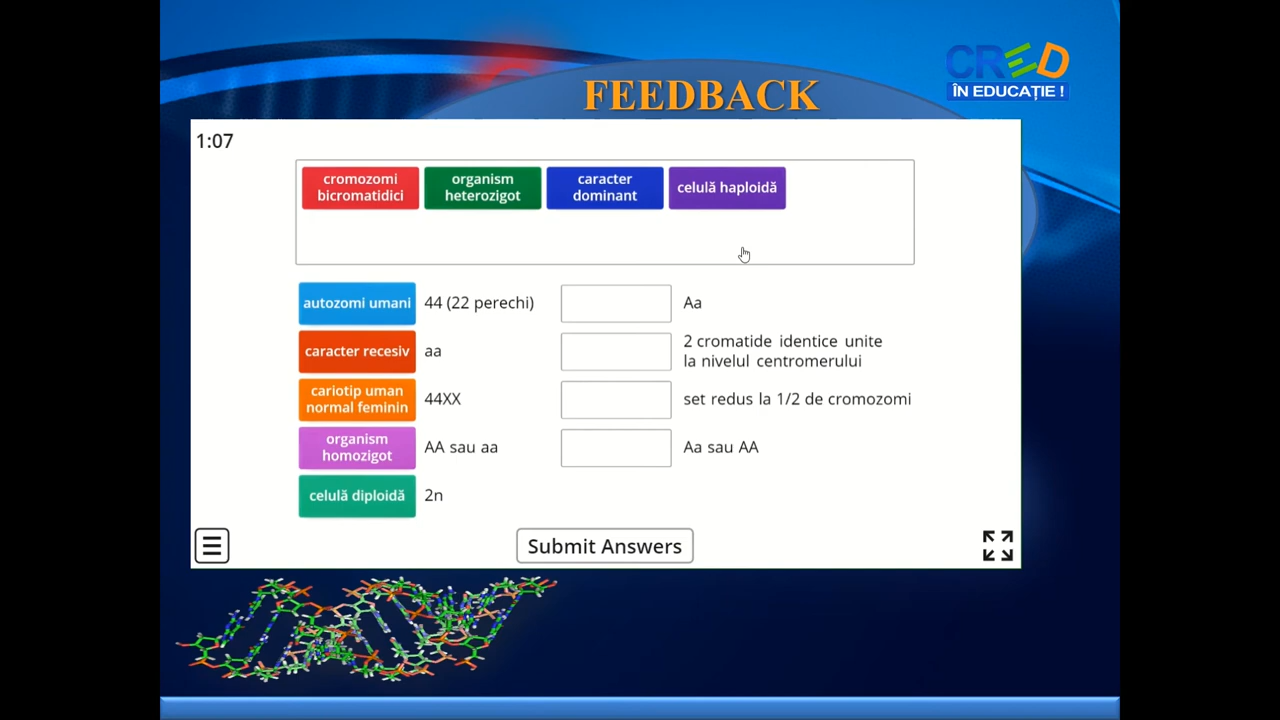 CRED
ÎN EDUCAȚIE !
FEEDBACK
1:07
cromozomi
bicromatidici
organism
heterozigot
caracter
dominant
celulă haploidă
autozomi umani
44 (22 perechi)
Aa
caracter recesiv
aa
2 cromatide identice unite
la nivelul centromerului
cariotip uman
normal feminin
44XX
set redus la 1/2 de cromozomi
organism
homozigot
AA sau aa
Aa sau AA
celulă diploidă
2n
Submit Answers